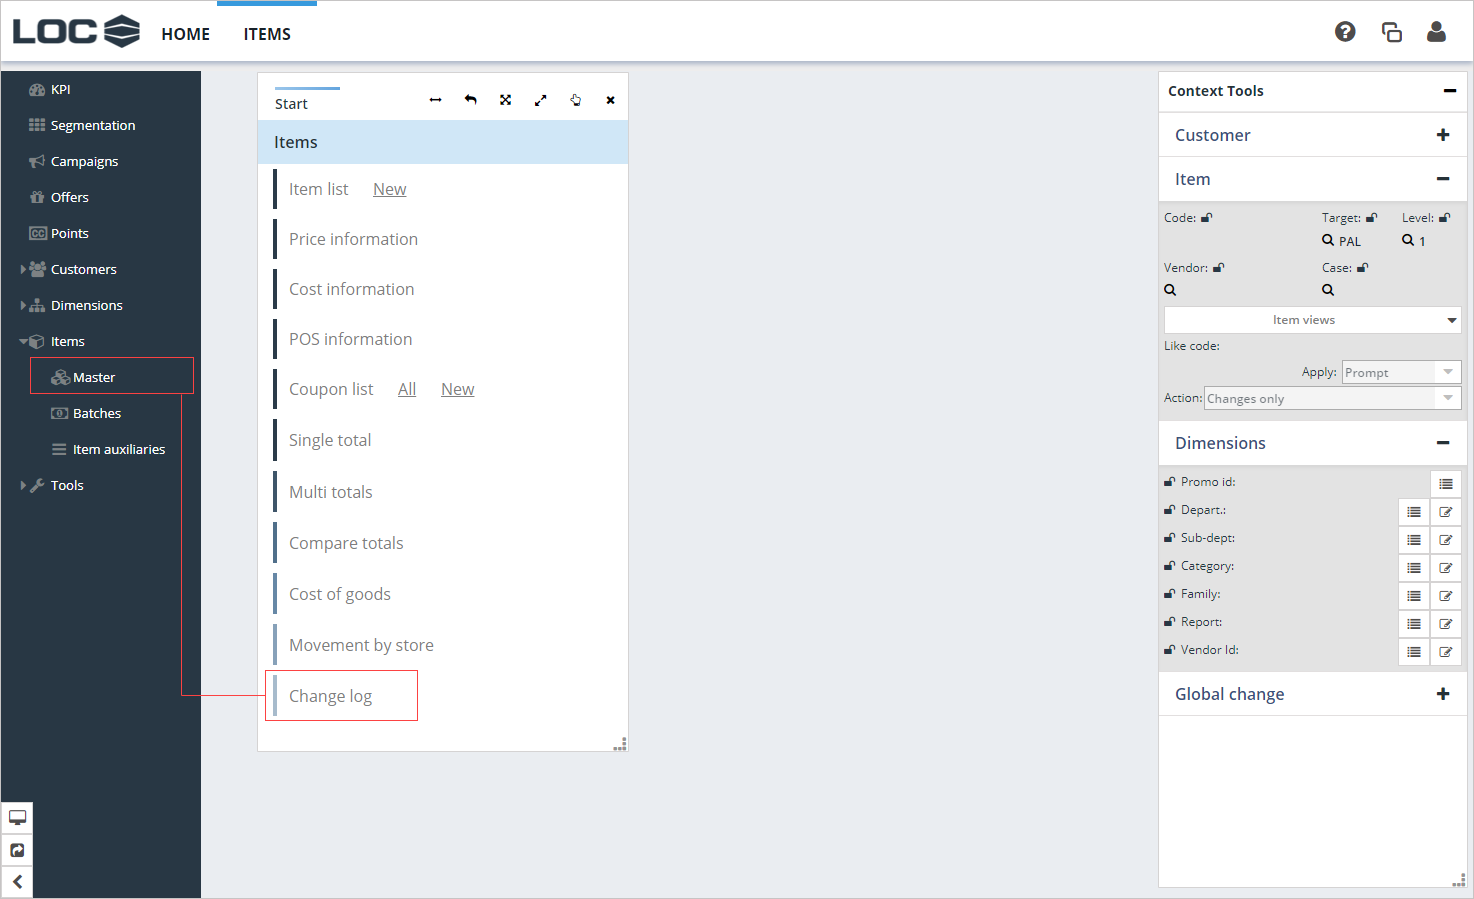 LOC HOME ITEMS
KPI
Segmentation
Campaigns
Offers
Points
Customers
Dimensions
Items
Master
Batches
Item auxiliaries
Tools
Start
Items
Item list New
Price information
Cost information
POS information
Coupon list All New
Single total
Multi totals
Compare totals
Cost of goods
Movement by store
Change log
Context Tools
Customer
Item
Code: Target: Level:
PAL 1
Vendor: Case:
Item views
Like code:
Apply: Prompt
Action: Changes only
Dimensions
Promo id:
Depart.:
Sub-dept:
Category:
Family:
Report:
Vendor Id:
Global change